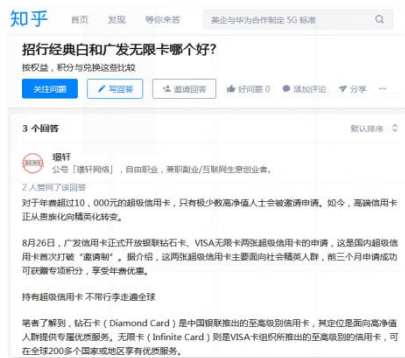 知乎 首页 发现 等你来答 美企与华为合作制定 5G 标准
招行经典白和广发无限卡哪个好?
按权益，积分与兑换这些比较
关注问题 写回答 邀请回答 好问题 0 添加评论 分享 ...
3 个回答 默认排序
璟轩
公号「璟轩网络」，自由职业，兼职副业/互联网生意创业者。
2 人赞同了该回答
对于年费超过10，000元的超级信用卡，只有极少数高净值人士会被邀请申请。如今，高端信用卡
正从贵族化向精英化转变。
8月26日，广发信用卡正式开放银联钻石卡、VISA无限卡两张超级信用卡的申请，这是国内超级信
用卡首次打破 "邀请制" 。据介绍，这两张超级信用卡主要面向社会精英人群，前三个月申请成功
可获赠专项积分，享受年费优惠。
持有超级信用卡 不带行李走遍全球
笔者了解到，钻石卡（Diamond Card）是中国银联推出的至高级别信用卡，其定位是面向高净值
人群提供专属优质服务。无限卡（Infinite Card）则是VISA卡组织所推出的至高级别的信用卡，可
在全球200多个国家或地区享有优质服务。